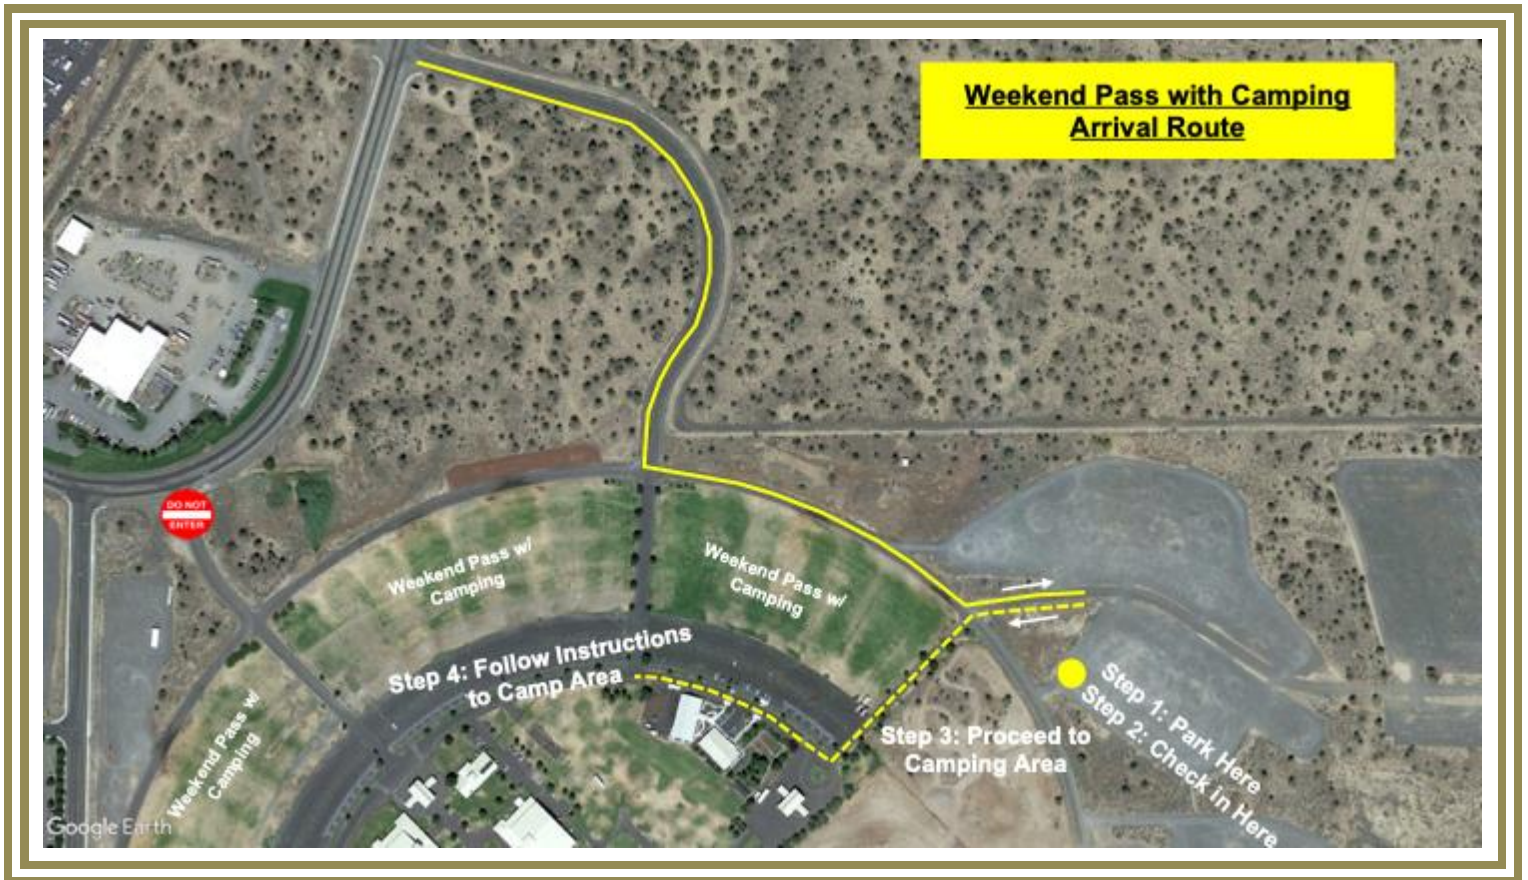 Weekend Pass with Camping
Arrival Route
DO NOT
ENTER
Weekend Pass w/
Camping
Weekend Pass w/
Camping
Step 4: Follow Instructions
to Camp Area
Weekend Pass w/
Camping
Step 3: Proceed to
Camping Area
Step 1: Park Here
Step 2: Check in Here
Google Earth